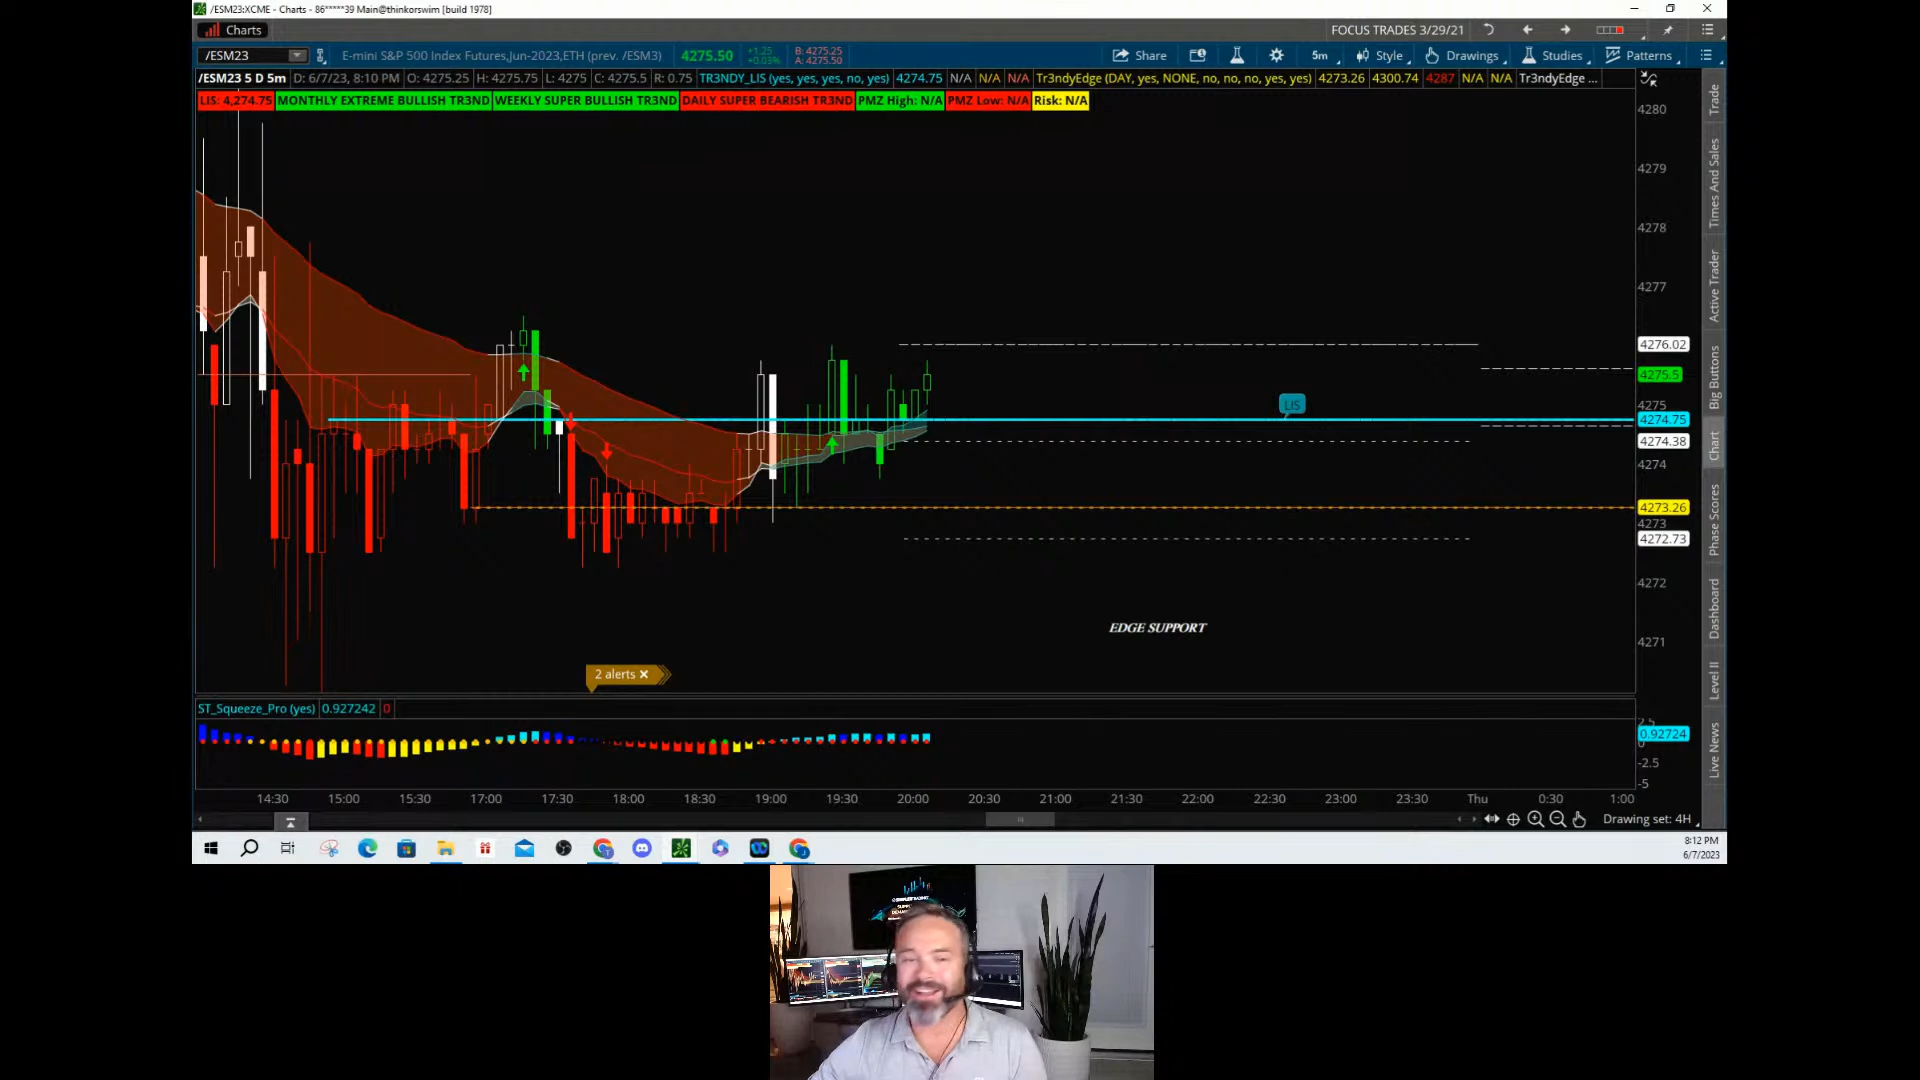 /ESM23:XCME - Charts - 86*****39 Main@thinkorswim [build 1978]
Charts
FOCUS TRADES 3/29/21
/ESM23
E-mini S&P 500 Index Futures,Jun-2023,ETH (prev. /ESM3)
4275.50
+1.25
+0.03%
B: 4275.25
A: 4275.50
Share
5m
Style
Drawings
Studies
Patterns
/ESM23 5 D 5m
D: 6/7/23, 8:10 PM
O: 4275.25
H: 4275.75
L: 4275
C: 4275.5
R: 0.75
TR3NDY_LIS (yes, yes, yes, no, yes)
4274.75
N/A
N/A
N/A
Tr3ndyEdge (DAY, yes, NONE, no, no, no, yes, yes)
4273.26
4300.74
4287
N/A
N/A
Tr3ndyEdge ...
LIS: 4,274.75
MONTHLY EXTREME BULLISH TR3ND
WEEKLY SUPER BULLISH TR3ND
DAILY SUPER BEARISH TR3ND
PMZ High: N/A
PMZ Low: N/A
Risk: N/A
4280
4279
4278
4277
4276.02
4275.5
4275
4274.75
4274.38
4274
4273.26
4273
4272.73
4272
4271
LIS
EDGE SUPPORT
2 alerts
Trade
Times And Sales
Active Trader
Big Buttons
Chart
Phase Scores
Dashboard
Level II
Live News
ST_Squeeze_Pro (yes)
0.927242
0
2.5
0.92724
0
-2.5
-5
14:30
15:00
15:30
17:00
17:30
18:00
18:30
19:00
19:30
20:00
20:30
21:00
21:30
22:00
22:30
23:00
23:30
Thu
0:30
1:00
Drawing set: 4H
8:12 PM
6/7/2023